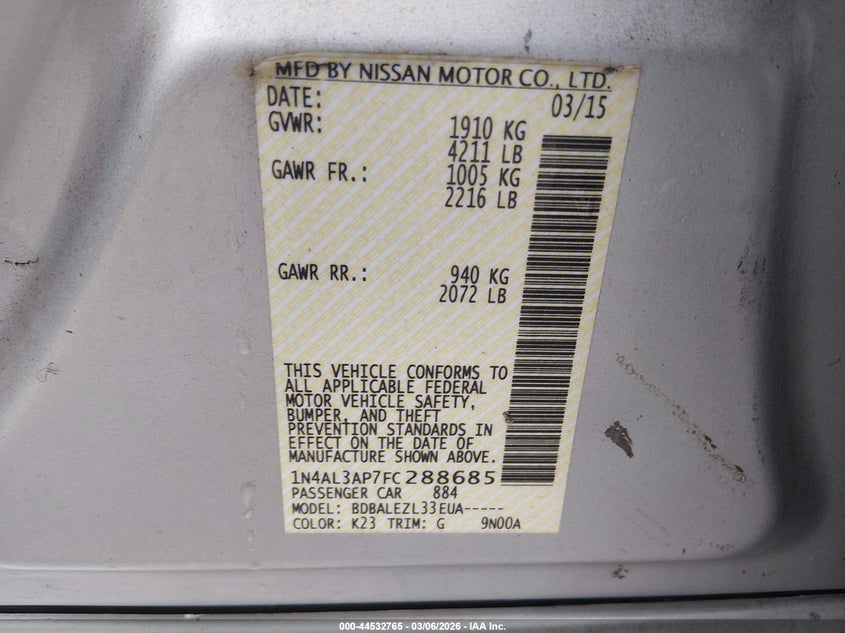 MFD BY NISSAN MOTOR CO., LTD.
DATE: 03/15
GVWR: 1910 KG
4211 LB
GAWR FR.: 1005 KG
2216 LB
GAWR RR.: 940 KG
2072 LB
THIS VEHICLE CONFORMS TO
ALL APPLICABLE FEDERAL
MOTOR VEHICLE SAFETY,
BUMPER, AND THEFT
PREVENTION STANDARDS IN
EFFECT ON THE DATE OF
MANUFACTURE SHOWN ABOVE.
1N4AL3AP7FC288685
PASSENGER CAR 884
MODEL: BDBALEZL33EUA-----
COLOR: K23 TRIM: G 9N00A
000-44532765 - 03/06/2026 - IAA Inc.